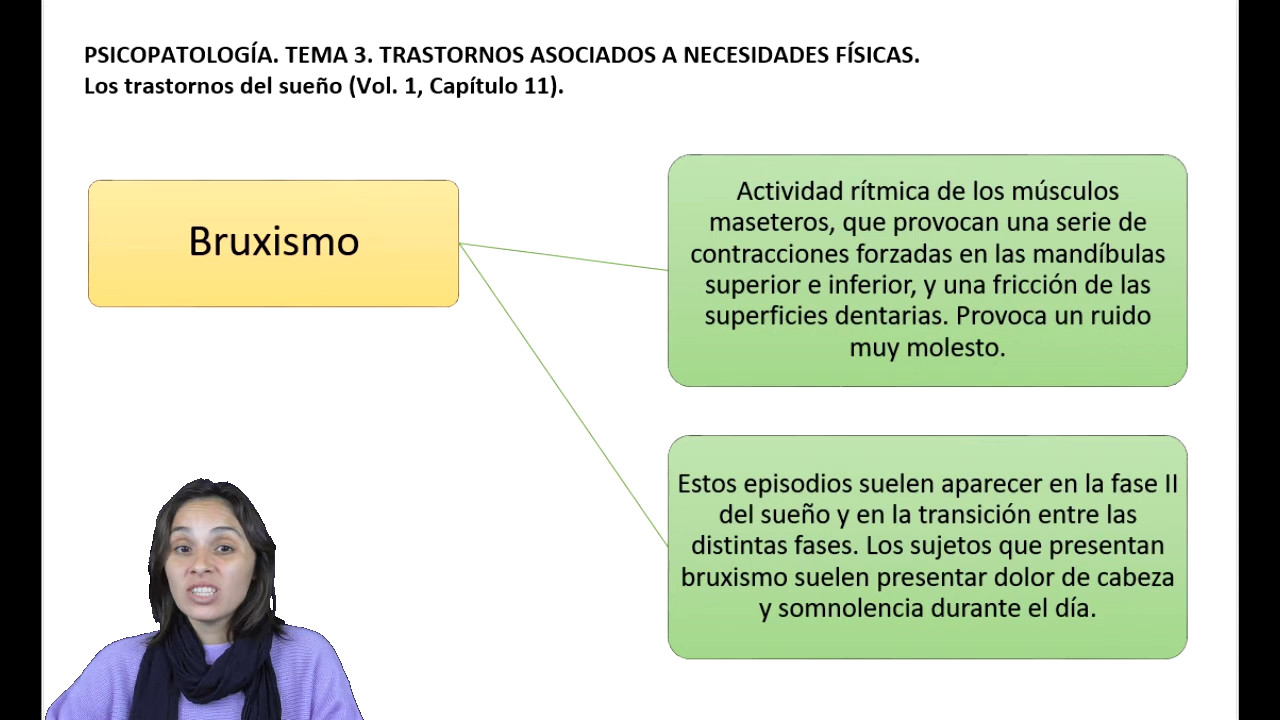 PSICOPATOLOGÍA. TEMA 3. TRASTORNOS ASOCIADOS A NECESIDADES FÍSICAS.
Los trastornos del sueño (Vol. 1, Capítulo 11).
Bruxismo
Actividad rítmica de los músculos
maseteros, que provocan una serie de
contracciones forzadas en las mandíbulas
superior e inferior, y una fricción de las
superficies dentarias. Provoca un ruido
muy molesto.
Estos episodios suelen aparecer en la fase II
del sueño y en la transición entre las
distintas fases. Los sujetos que presentan
bruxismo suelen presentar dolor de cabeza
y somnolencia durante el día.